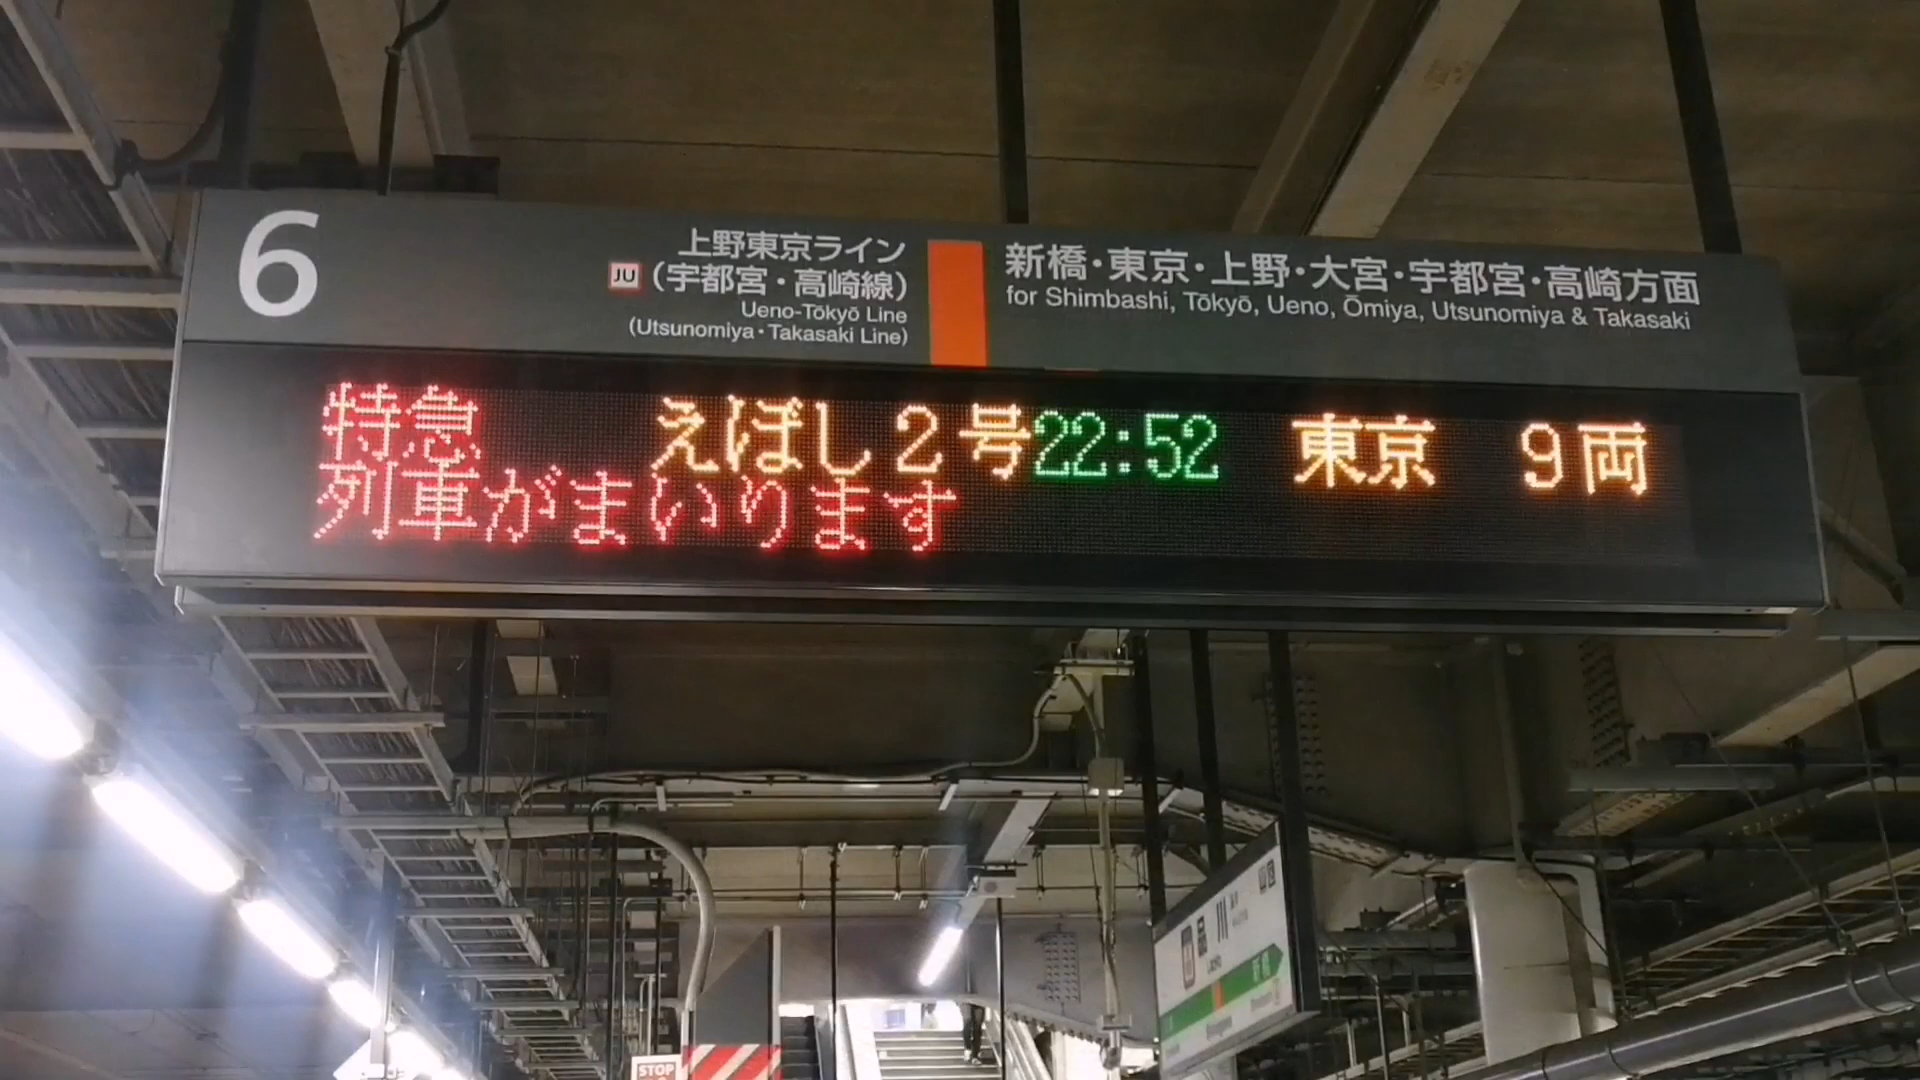 6
上野東京ライン
JU (宇都宮・高崎線)
Ueno-Tōkyō Line
(Utsunomiya・Takasaki Line)
新橋・東京・上野・大宮・宇都宮・高崎方面
for Shimbashi, Tōkyō, Ueno, Ōmiya, Utsunomiya & Takasaki
特急 えぼし2号 22:52 東京 9両
列車がまいります
品川
新橋
STOP